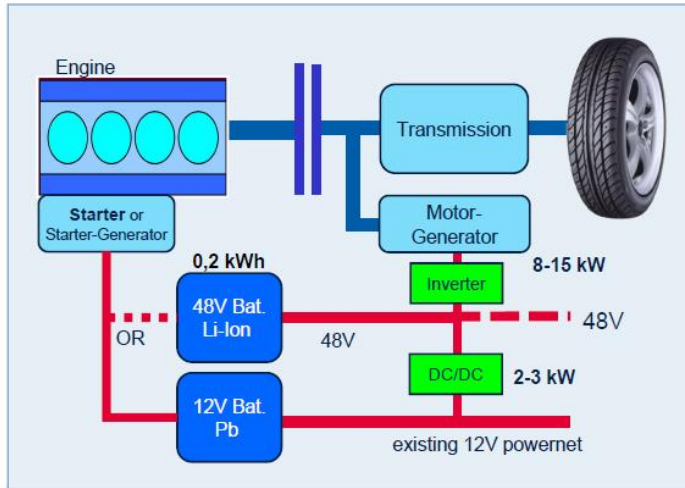 Engine
Transmission
Starter or
Starter-Generator
Motor-
Generator
0,2 kWh
8-15 kW
Inverter
48V Bat.
Li-Ion
OR
48V
48V
DC/DC
2-3 kW
12V Bat.
Pb
existing 12V powernet